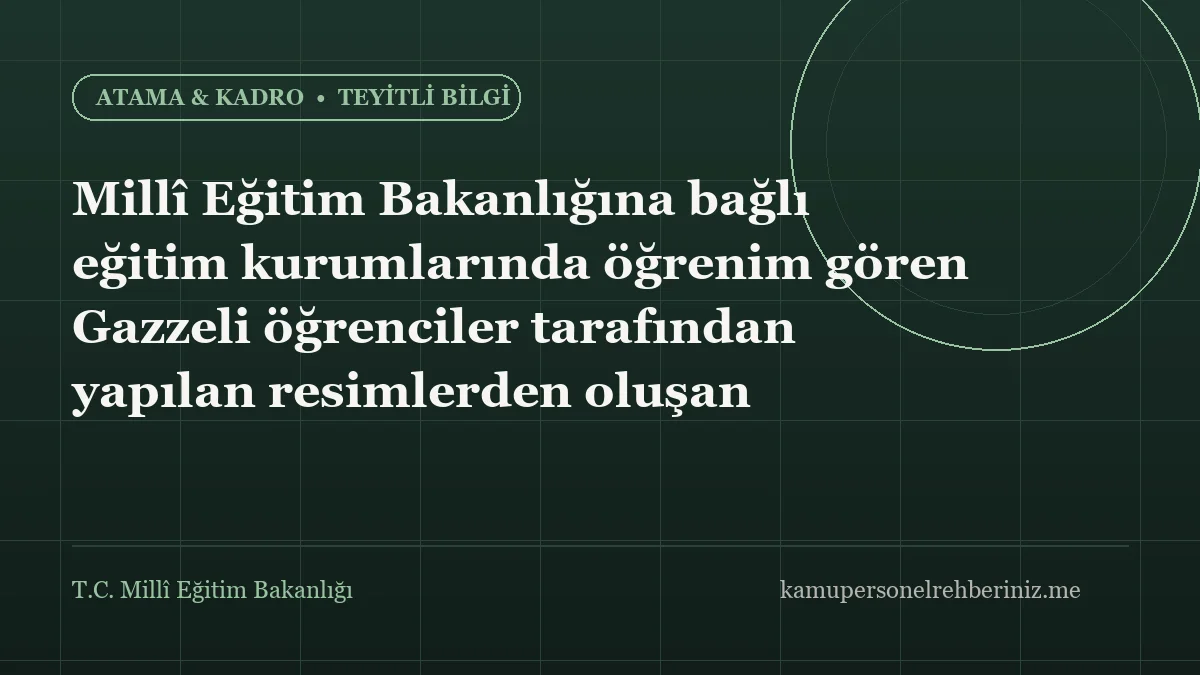 ATAMA & KADRO • TEYİTLİ BİLGİ
Millî Eğitim Bakanlığına bağlı
eğitim kurumlarında öğrenim gören
Gazzeli öğrenciler tarafından
yapılan resimlerden oluşan
T.C. Millî Eğitim Bakanlığı
kamupersonelrehberiniz.me